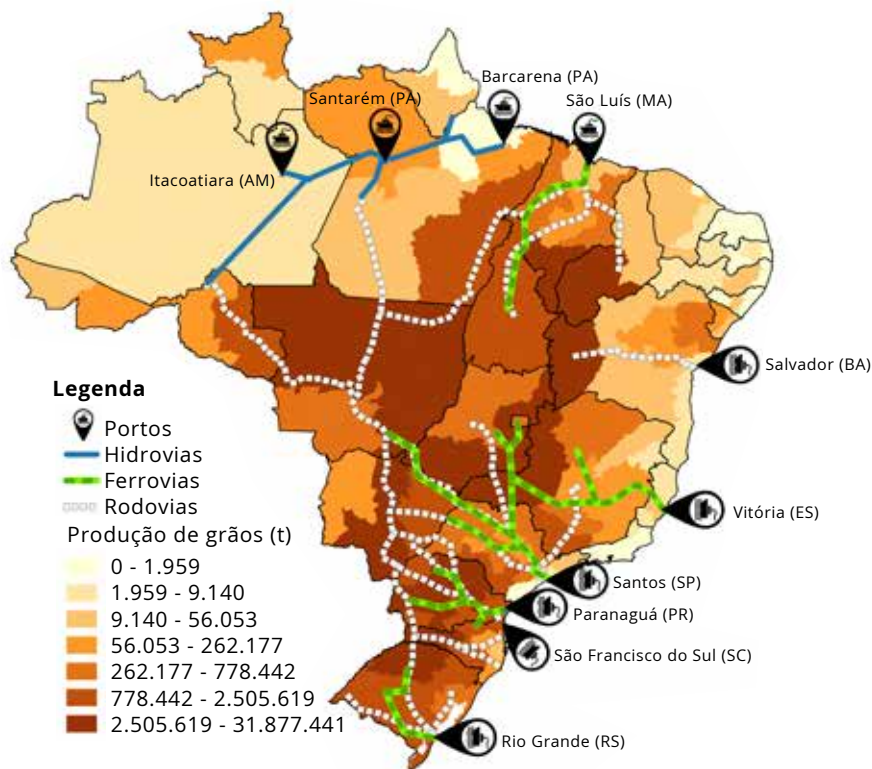 Barcarena (PA)
Santarém (PA)
São Luís (MA)
Itacoatiara (AM)
Salvador (BA)
Legenda
Portos
Hidrovias
Ferrovias
Rodovias
Produção de grãos (t)
0 - 1.959
1.959 - 9.140
9.140 - 56.053
56.053 - 262.177
262.177 - 778.442
778.442 - 2.505.619
2.505.619 - 31.877.441
Vitória (ES)
Santos (SP)
Paranaguá (PR)
São Francisco do Sul (SC)
Rio Grande (RS)